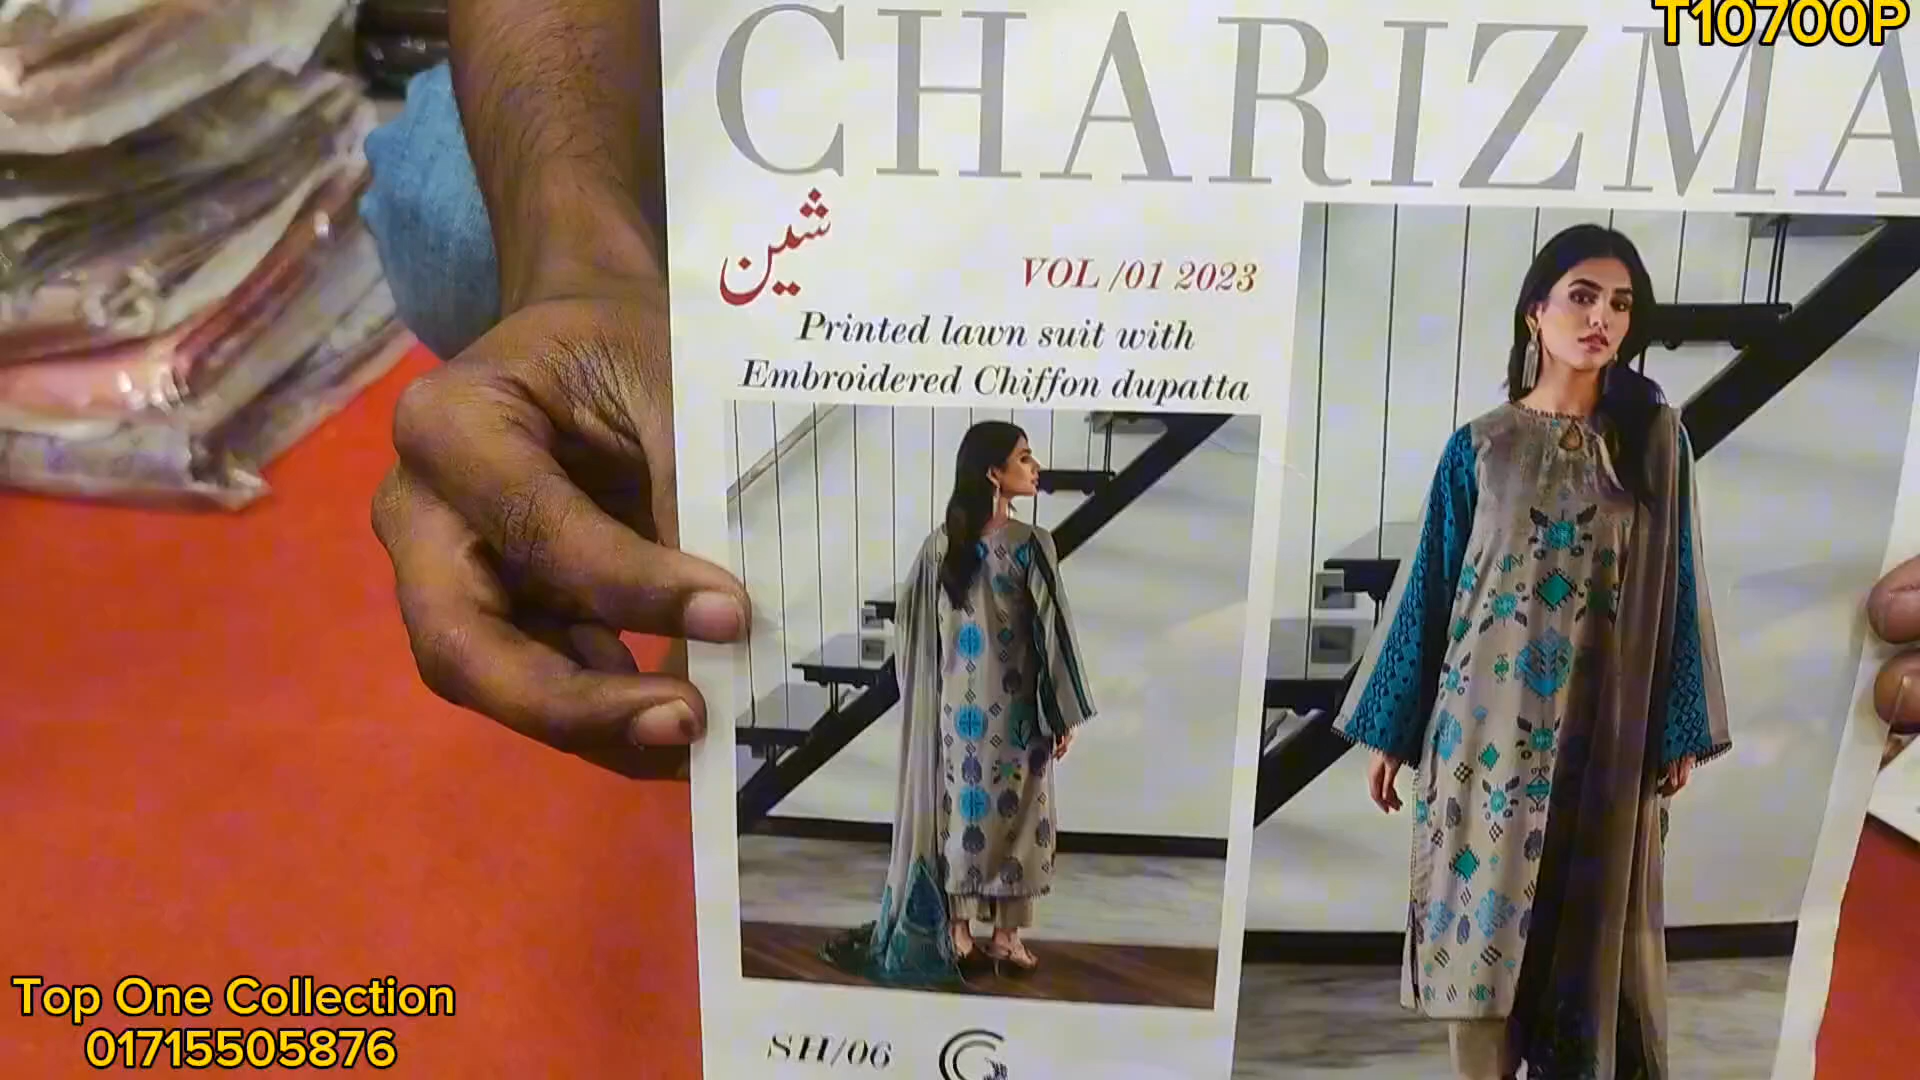 T10700P
CHARIZMA
شین
VOL /01 2023
Printed lawn suit with
Embroidered Chiffon dupatta
SH/06
Top One Collection
01715505876